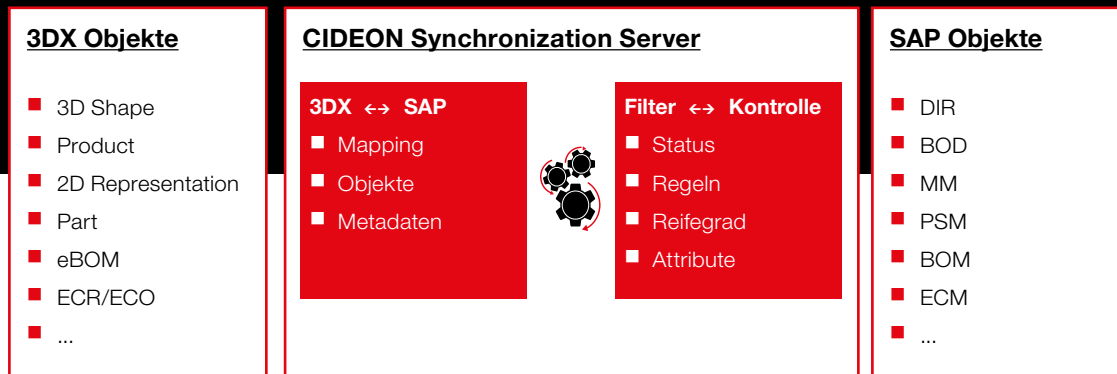 3DX Objekte
3D Shape
Product
2D Representation
Part
eBOM
ECR/ECO
...
CIDEON Synchronization Server
3DX ↔ SAP
Mapping
Objekte
Metadaten
Filter ↔ Kontrolle
Status
Regeln
Reifegrad
Attribute
SAP Objekte
DIR
BOD
MM
PSM
BOM
ECM
...